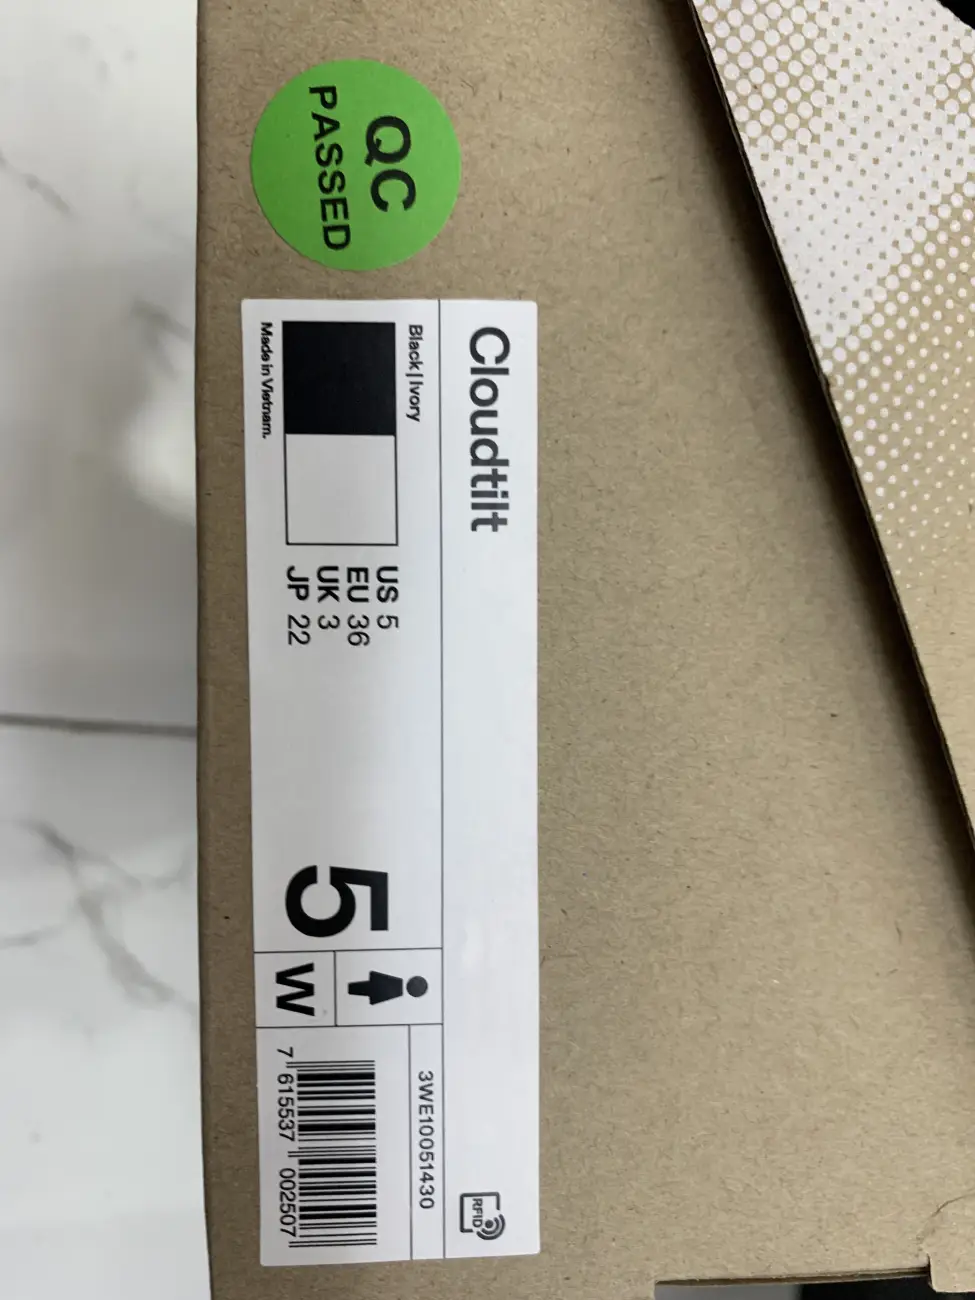 QC
PASSED
Cloudtilt
Black | Ivory
Made in Vietnam.
US 5
EU 36
UK 3
JP 22
5
W
3WE10051430
7 615537 002507
RFID